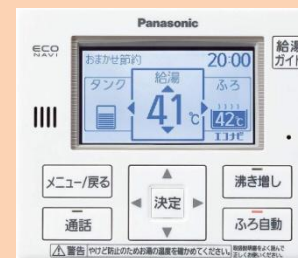 Panasonic
ECO
NAVI
給湯
ガイド
おまかせ節約 20:00
タンク 給湯 ふろ
41℃ 42℃
エコナビ
メニュー/戻る
決定
沸き増し
通話
ふろ自動
警告 やけど防止のためお湯の温度を確かめてください。